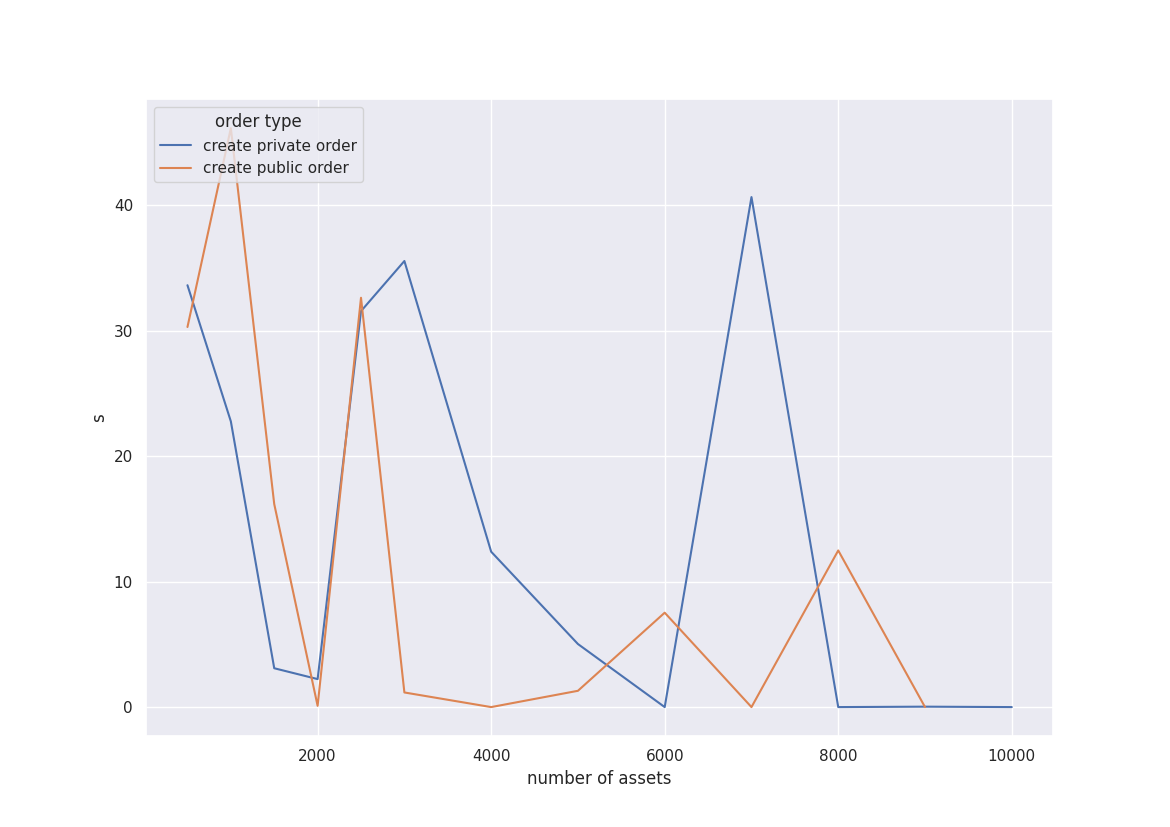 order type
create private order
create public order
40
30
20
10
0
s
2000 4000 6000 8000 10000
number of assets